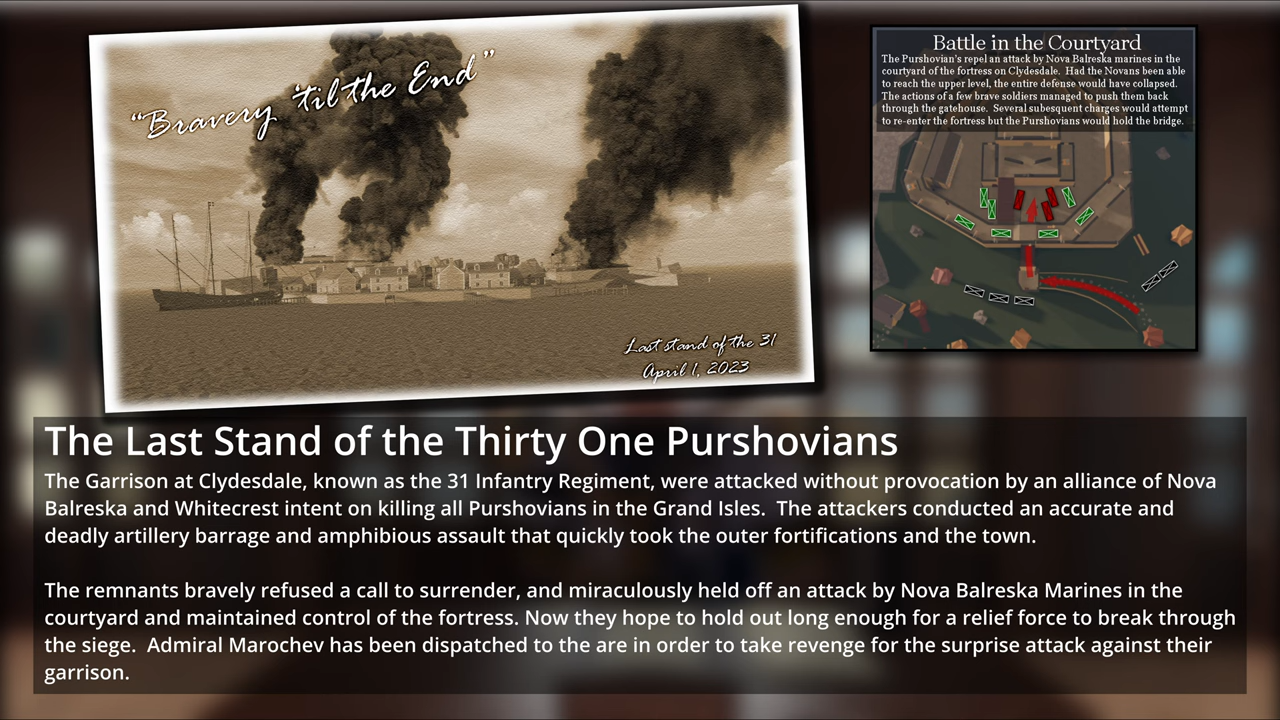 "Bravery 'til the End"
Last stand of the 31
April 1, 2023
Battle in the Courtyard
The Purshovian's repel an attack by Nova Balreska marines in the
courtyard of the fortress on Clydesdale.  Had the Novans been able
to reach the upper level, the entire defense would have collapsed.
The actions of a few brave soldiers managed to push them back
through the gatehouse.  Several subesquent charges would attempt
to re-enter the fortress but the Purshovians would hold the bridge.
The Last Stand of the Thirty One Purshovians
The Garrison at Clydesdale, known as the 31 Infantry Regiment, were attacked without provocation by an alliance of Nova
Balreska and Whitecrest intent on killing all Purshovians in the Grand Isles.  The attackers conducted an accurate and
deadly artillery barrage and amphibious assault that quickly took the outer fortifications and the town.
The remnants bravely refused a call to surrender, and miraculously held off an attack by Nova Balreska Marines in the
courtyard and maintained control of the fortress. Now they hope to hold out long enough for a relief force to break through
the siege.  Admiral Marochev has been dispatched to the are in order to take revenge for the surprise attack against their
garrison.